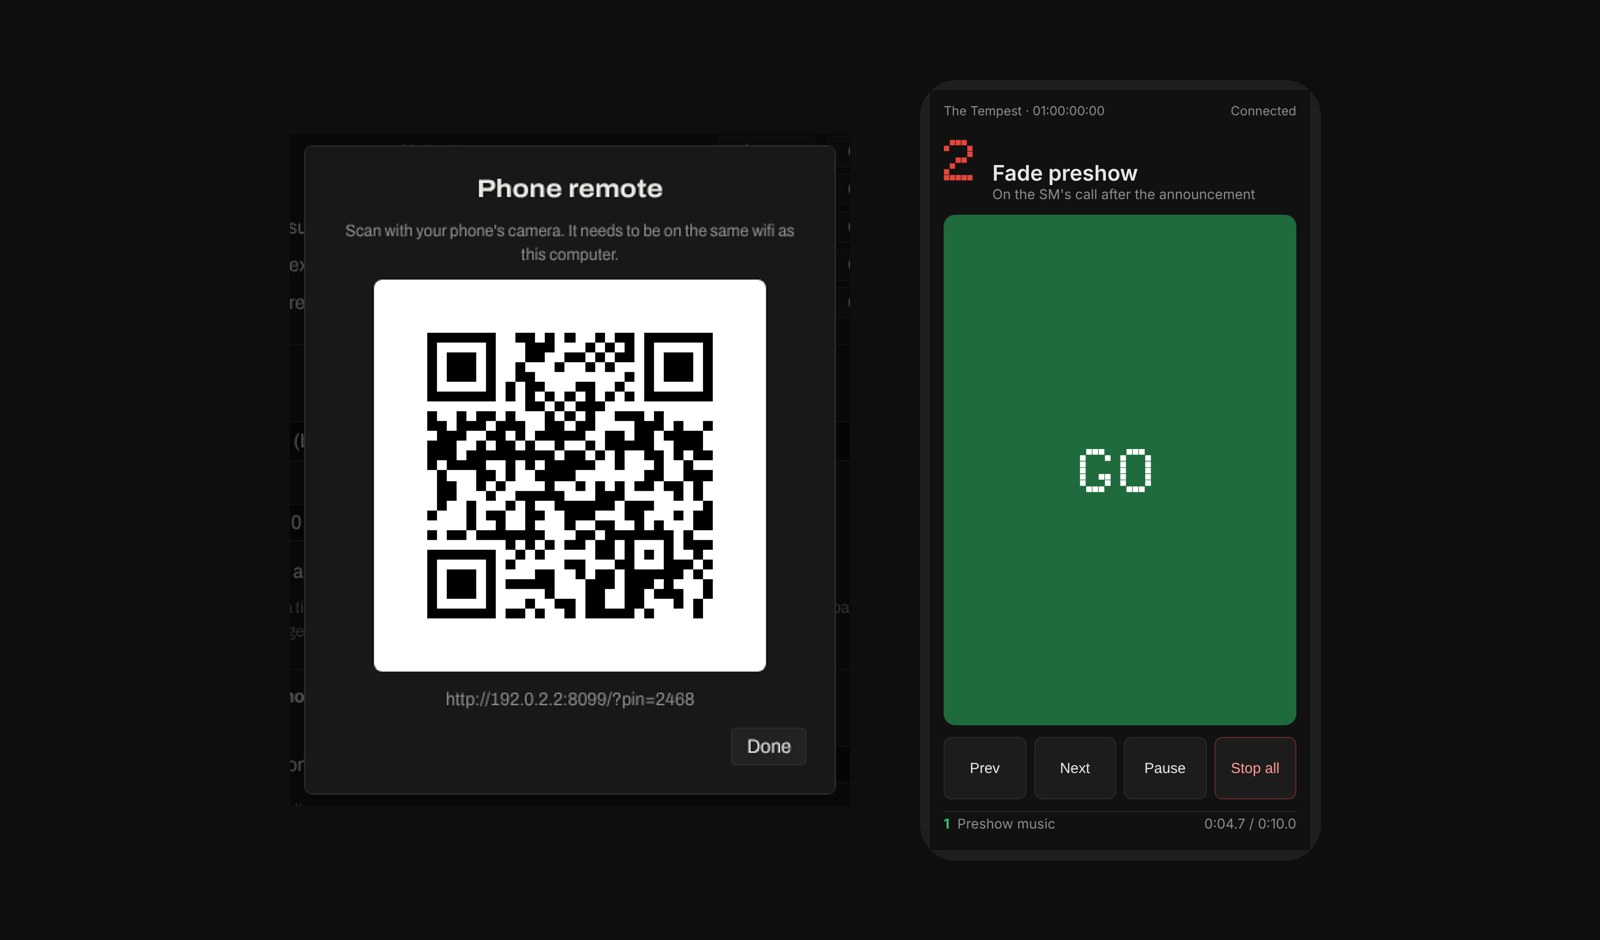 Phone remote
Scan with your phone's camera. It needs to be on the same wifi as
this computer.
http://192.0.2.2:8099/?pin=2468
Done
The Tempest · 01:00:00:00
Connected
2
Fade preshow
On the SM's call after the announcement
GO
Prev
Next
Pause
Stop all
1 Preshow music
0:04.7 / 0:10.0